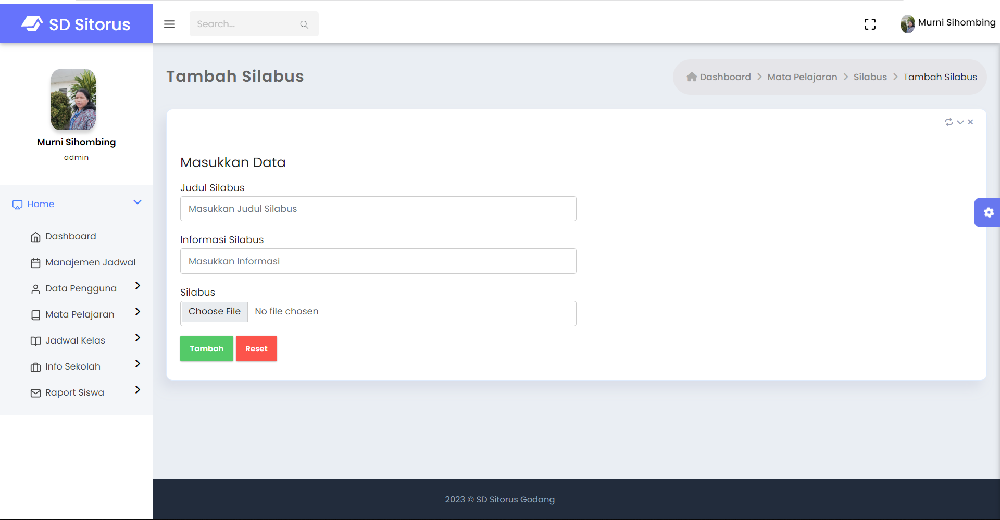 SD Sitorus
Search...
Murni Sihombing
Murni Sihombing
admin
Home
Dashboard
Manajemen Jadwal
Data Pengguna
Mata Pelajaran
Jadwal Kelas
Info Sekolah
Raport Siswa
Tambah Silabus
Dashboard > Mata Pelajaran > Silabus > Tambah Silabus
Masukkan Data
Judul Silabus
Masukkan Judul Silabus
Informasi Silabus
Masukkan Informasi
Silabus
Choose File No file chosen
Tambah Reset
2023 © SD Sitorus Godang